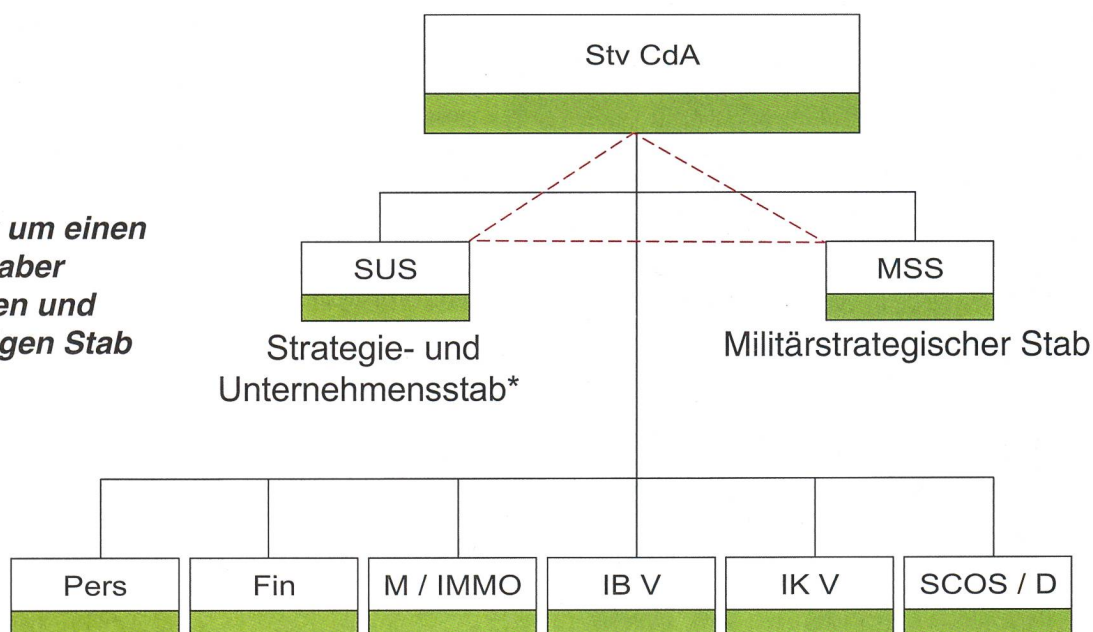 Stv CdA
um einen
aber
en und
gen Stab
SUS
MSS
Strategie- und
Unternehmensstab*
Militärstrategischer Stab
Pers
Fin
M / IMMO
IB V
IK V
SCOS / D